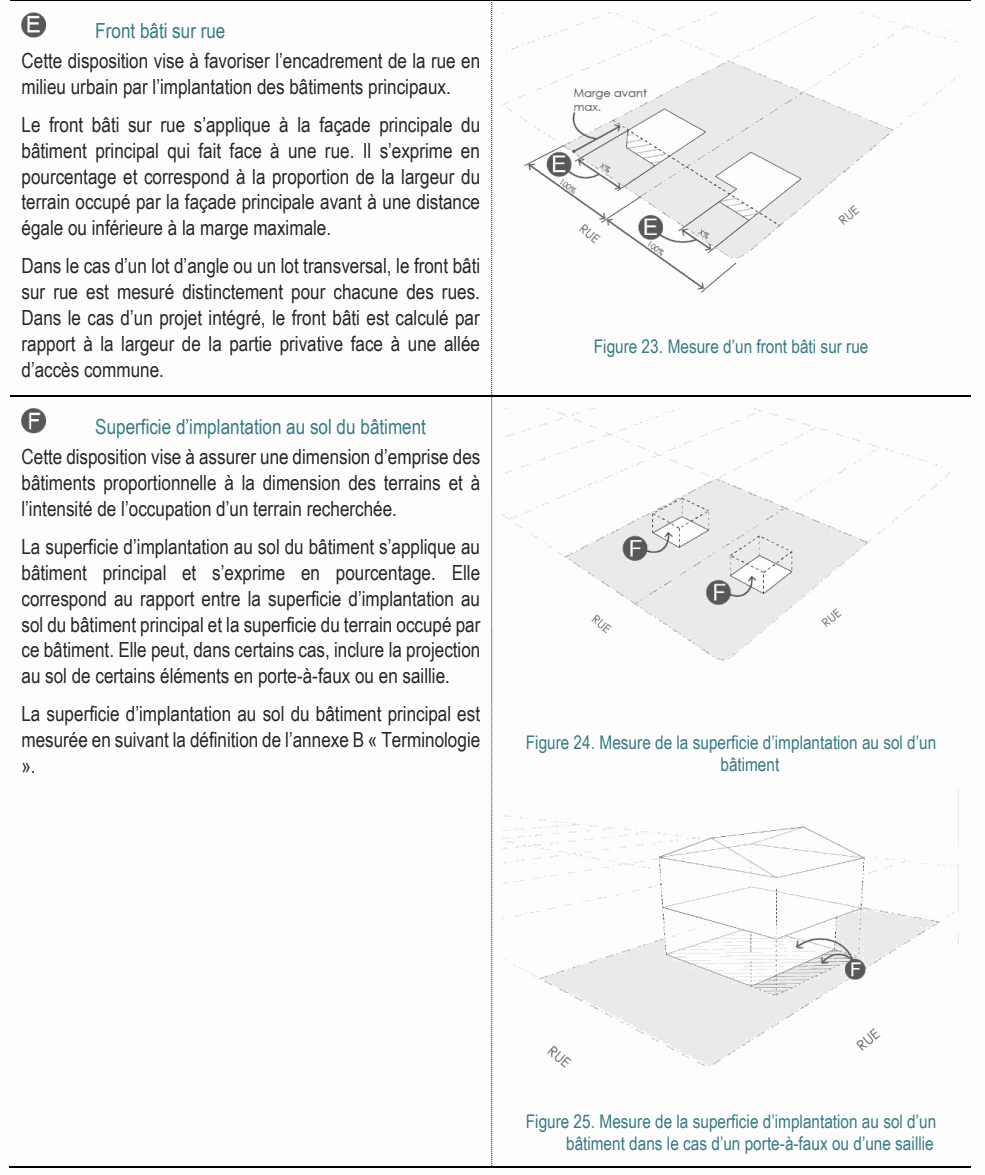 E Front bâti sur rue
Cette disposition vise à favoriser l’encadrement de la rue en
milieu urbain par l’implantation des bâtiments principaux.
Le front bâti sur rue s’applique à la façade principale du
bâtiment principal qui fait face à une rue. Il s’exprime en
pourcentage et correspond à la proportion de la largeur du
terrain occupé par la façade principale avant à une distance
égale ou inférieure à la marge maximale.
Dans le cas d’un lot d’angle ou un lot transversal, le front bâti
sur rue est mesuré distinctement pour chacune des rues.
Dans le cas d’un projet intégré, le front bâti est calculé par
rapport à la largeur de la partie privative face à une allée
d’accès commune.
Marge avant
max.
E
X%
100%
E
X%
100%
RUE
RUE
Figure 23. Mesure d’un front bâti sur rue
F Superficie d’implantation au sol du bâtiment
Cette disposition vise à assurer une dimension d’emprise des
bâtiments proportionnelle à la dimension des terrains et à
l’intensité de l’occupation d’un terrain recherchée.
La superficie d’implantation au sol du bâtiment s’applique au
bâtiment principal et s’exprime en pourcentage. Elle
correspond au rapport entre la superficie d’implantation au
sol du bâtiment principal et la superficie du terrain occupé par
ce bâtiment. Elle peut, dans certains cas, inclure la projection
au sol de certains éléments en porte-à-faux ou en saillie.
La superficie d’implantation au sol du bâtiment principal est
mesurée en suivant la définition de l’annexe B « Terminologie
».
F
F
RUE
RUE
Figure 24. Mesure de la superficie d’implantation au sol d’un
bâtiment
F
RUE
RUE
Figure 25. Mesure de la superficie d’implantation au sol d’un
bâtiment dans le cas d’un porte-à-faux ou d’une saillie